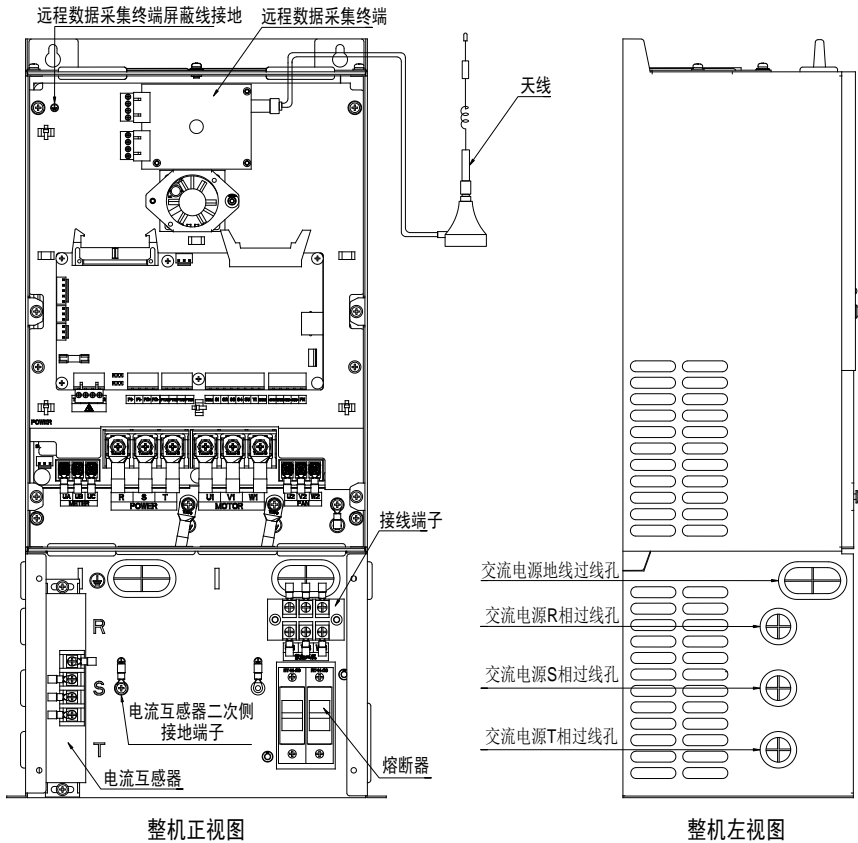 远程数据采集终端屏蔽线接地
远程数据采集终端
天线
POWER
UA UB UC
METER
R S T
POWER
U1 V1 W1
MOTOR
U2 V2 W2
FAN
接线端子
R
S
T
电流互感器二次侧
接地端子
电流互感器
熔断器
交流电源地线过线孔
交流电源R相过线孔
交流电源S相过线孔
交流电源T相过线孔
整机正视图
整机左视图